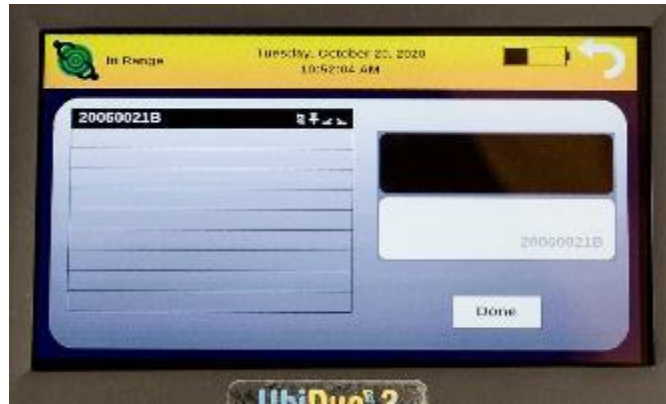 In Range
Tuesday, October 20, 2020
10:52:04 AM
20060021B
20060021B
Done
UbiDuo 2